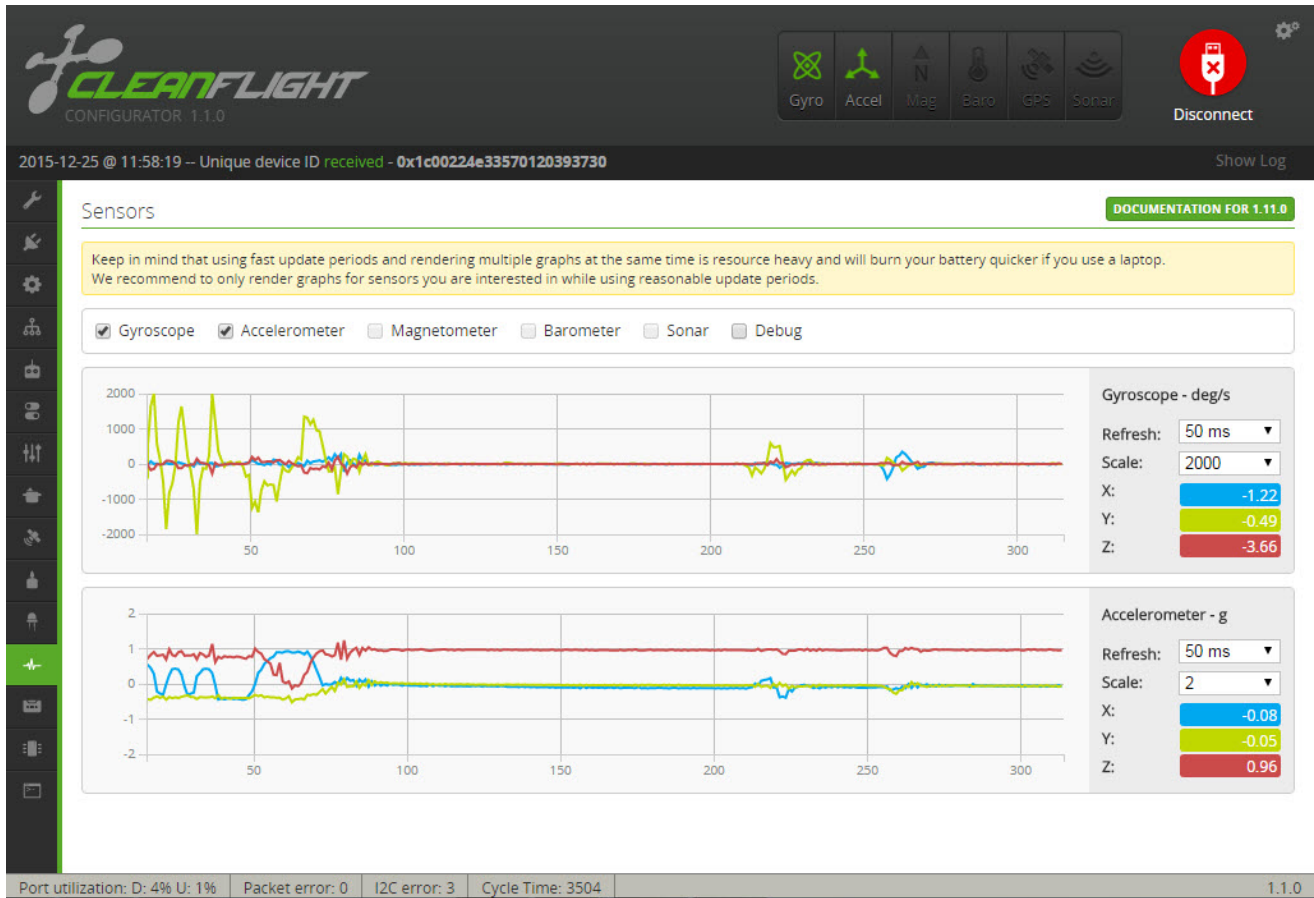 CLEANFLIGHT
CONFIGURATOR 1.1.0
Gyro Accel Mag Baro GPS Sonar
Disconnect
2015-12-25 @ 11:58:19 -- Unique device ID received - 0x1c00224e33570120393730
Show Log
Sensors
DOCUMENTATION FOR 1.11.0
Keep in mind that using fast update periods and rendering multiple graphs at the same time is resource heavy and will burn your battery quicker if you use a laptop.
We recommend to only render graphs for sensors you are interested in while using reasonable update periods.
Gyroscope Accelerometer Magnetometer Barometer Sonar Debug
2000
1000
0
-1000
-2000
50 100 150 200 250 300
Gyroscope - deg/s
Refresh: 50 ms
Scale: 2000
X: -1.22
Y: -0.49
Z: -3.66
2
1
0
-1
-2
50 100 150 200 250 300
Accelerometer - g
Refresh: 50 ms
Scale: 2
X: -0.08
Y: -0.05
Z: 0.96
Port utilization: D: 4% U: 1% Packet error: 0 I2C error: 3 Cycle Time: 3504 1.1.0